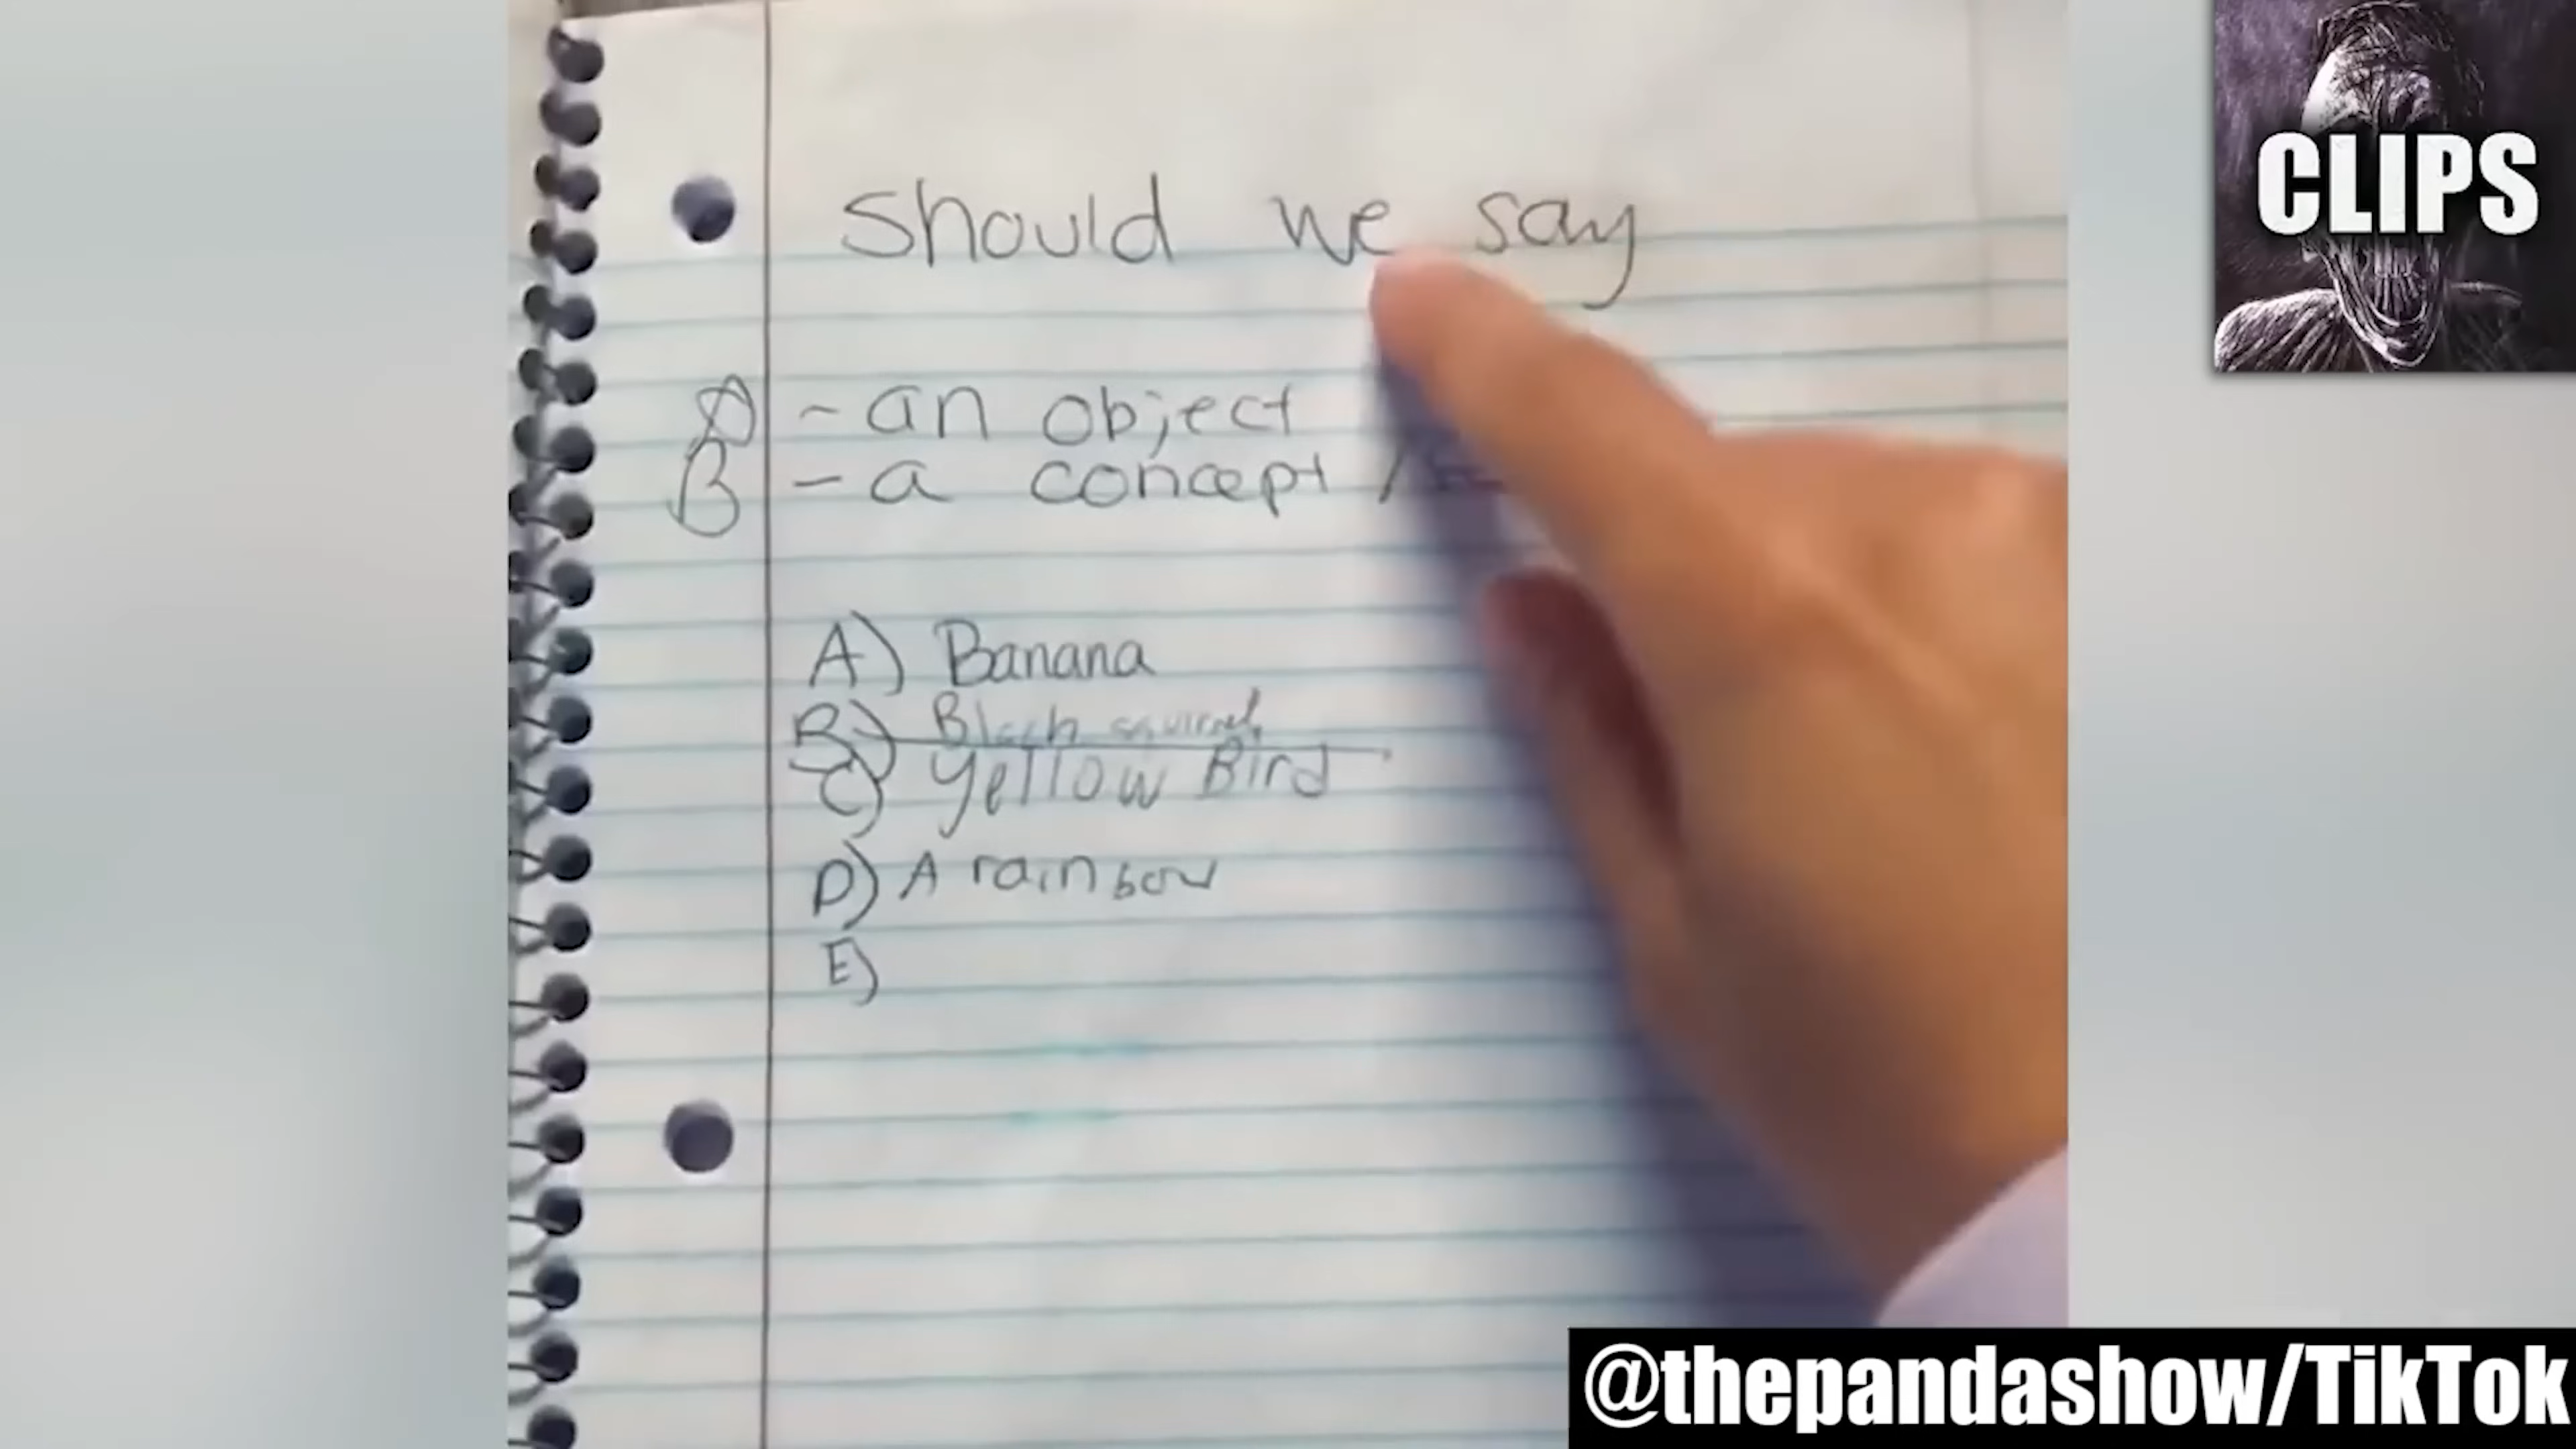 should we say
A - an object
B - a concept /
A) Banana
B) Black squirrel
C) Yellow Bird
D) A rainbow
E)
CLIPS
@thepandashow/TikTok